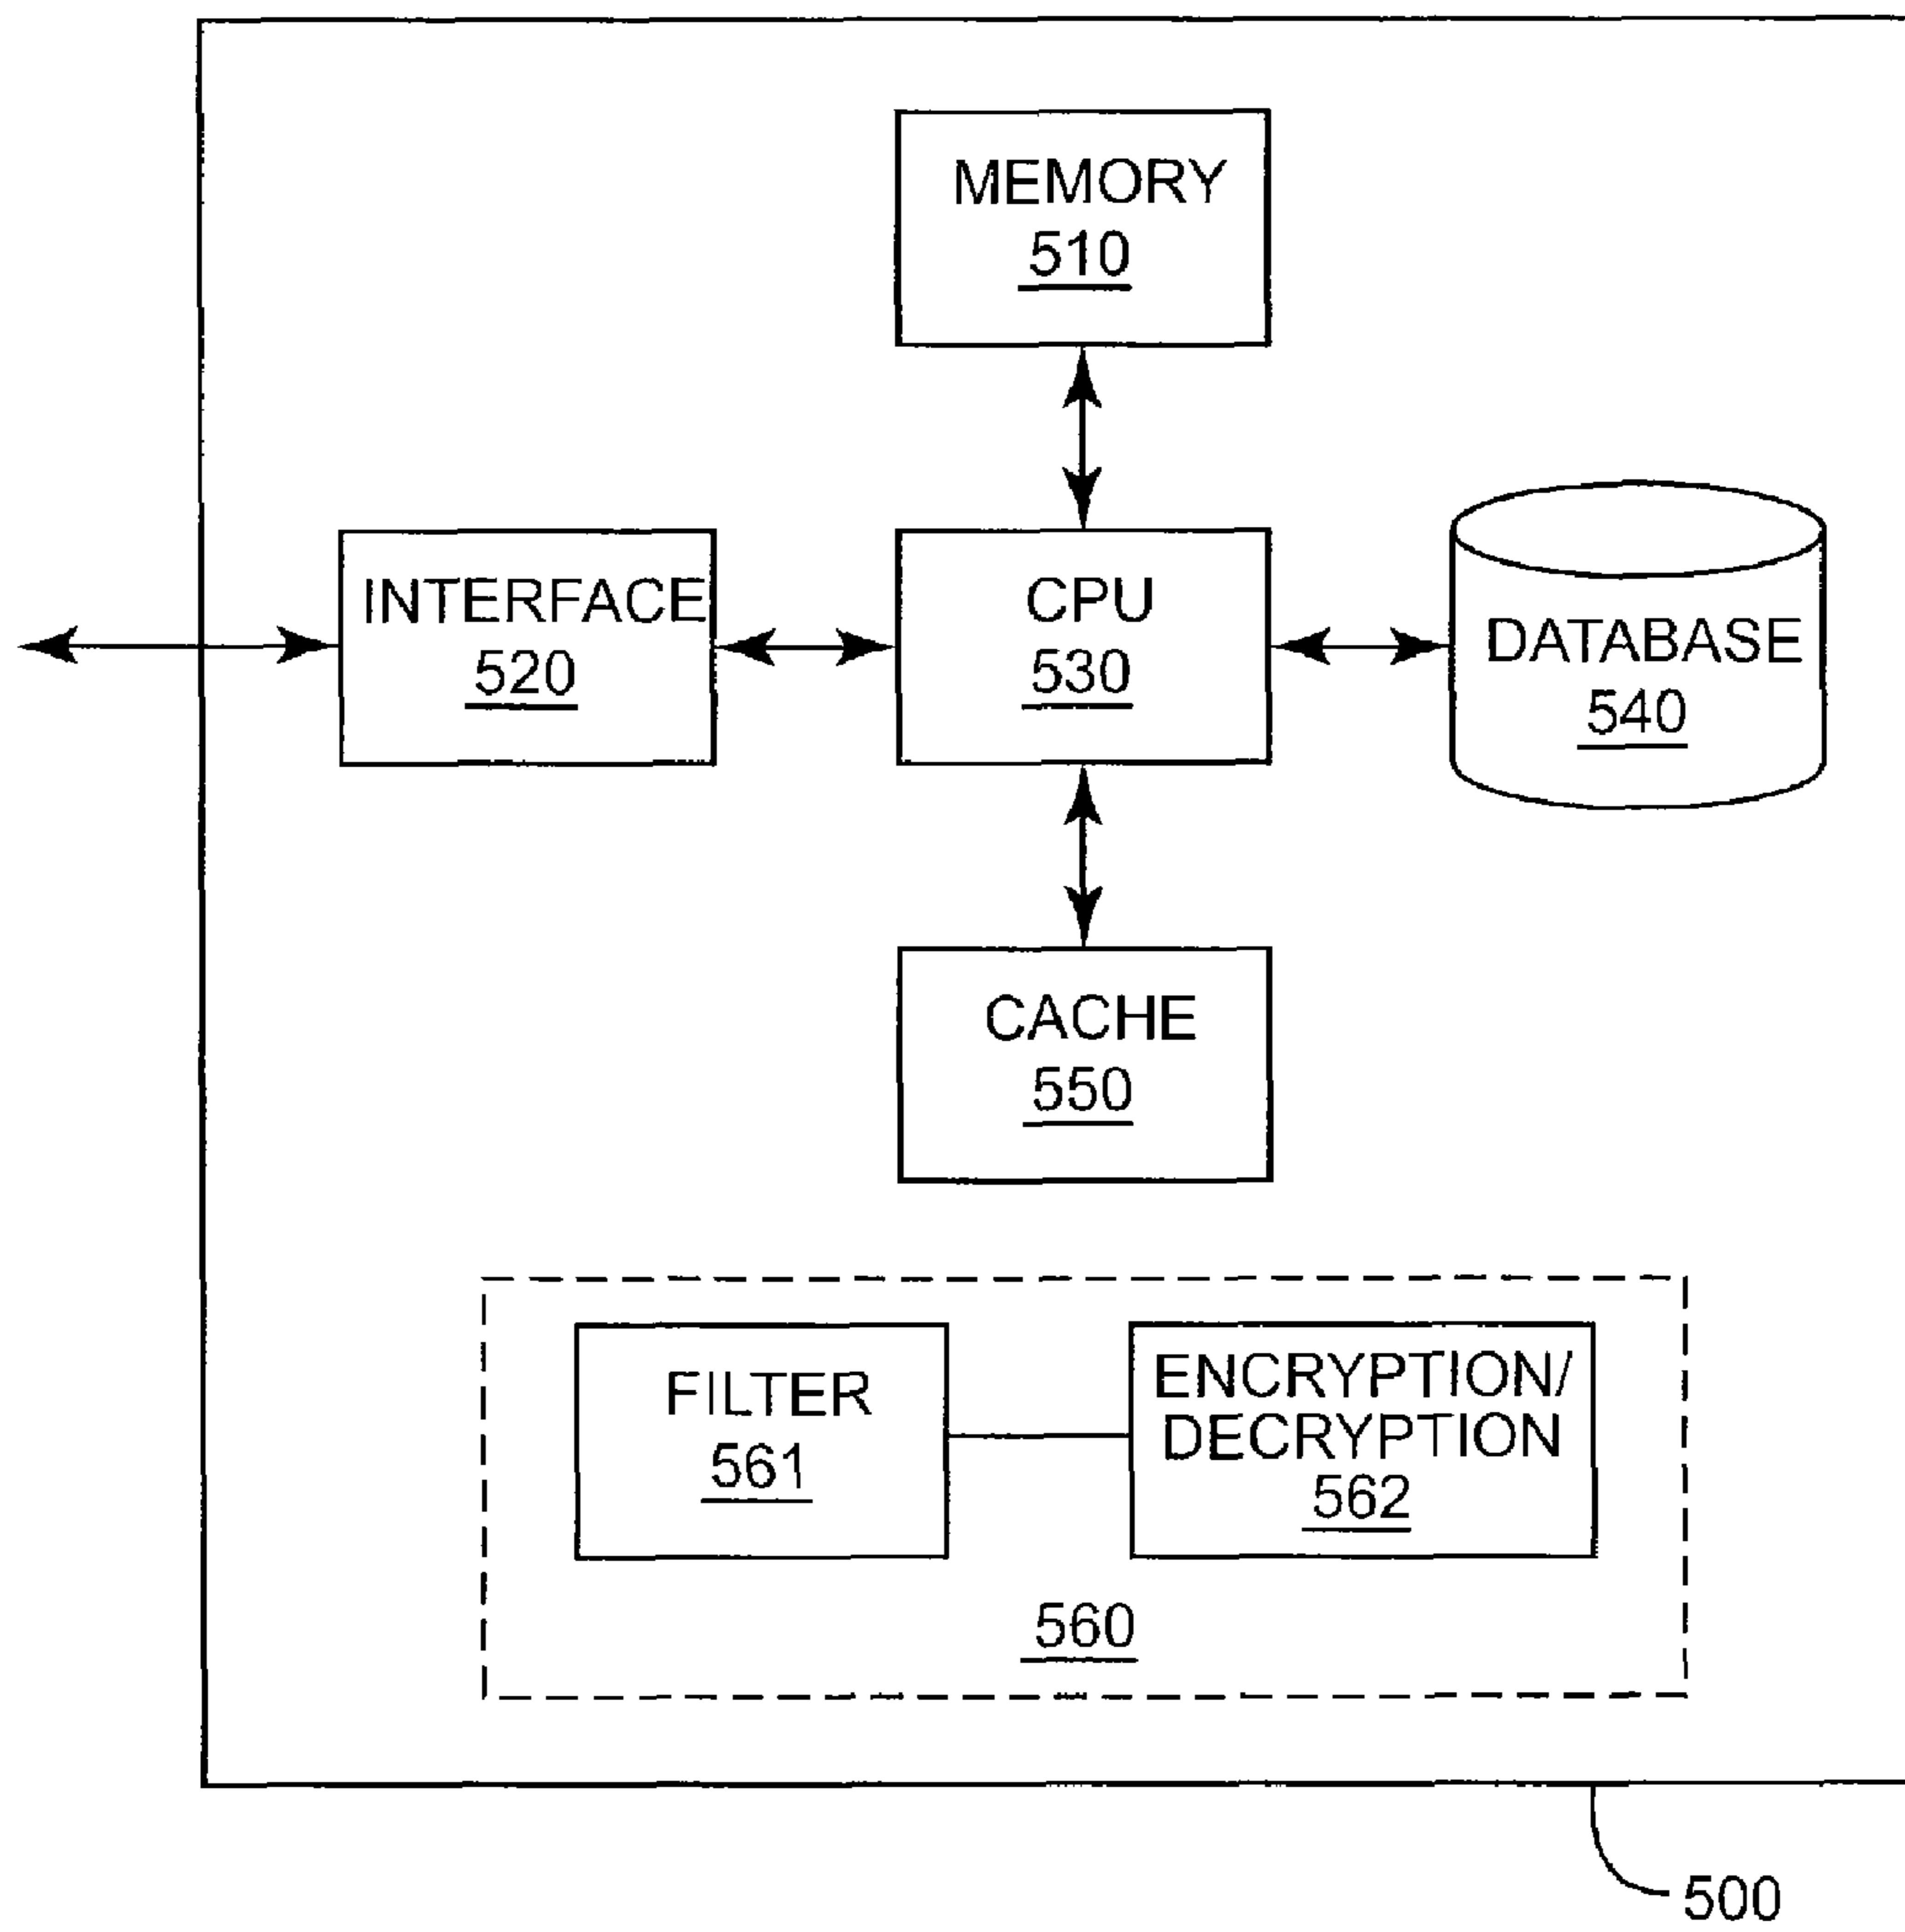 MEMORY
510
INTERFACE
520
CPU
530
DATABASE
540
CACHE
550
FILTER
561
ENCRYPTION/
DECRYPTION
562
560
500